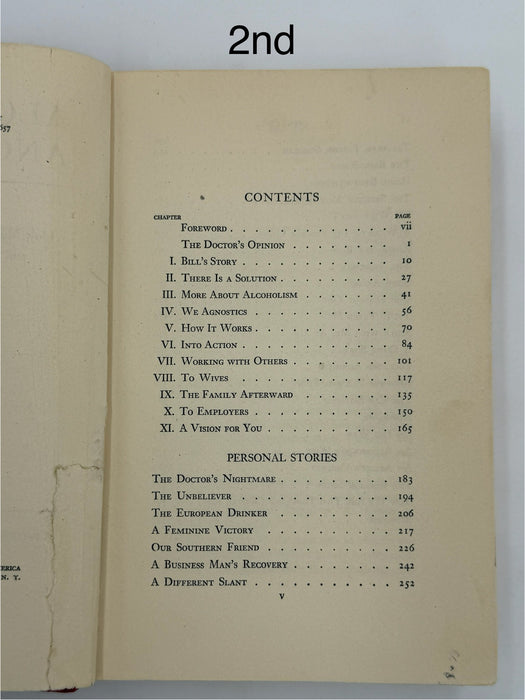 2nd
657
CONTENTS
CHAPTER PAGE
FOREWORD . . . . . . . . . . . . . vii
THE DOCTOR'S OPINION . . . . . . . . 1
I. BILL'S STORY . . . . . . . . . . . . 10
II. THERE IS A SOLUTION . . . . . . . . . 27
III. MORE ABOUT ALCOHOLISM . . . . . . . 41
IV. WE AGNOSTICS . . . . . . . . . . . 56
V. HOW IT WORKS . . . . . . . . . . . 70
VI. INTO ACTION . . . . . . . . . . . . 84
VII. WORKING WITH OTHERS . . . . . . . . 101
VIII. TO WIVES . . . . . . . . . . . . 117
IX. THE FAMILY AFTERWARD . . . . . . . 135
X. TO EMPLOYERS . . . . . . . . . . . 150
XI. A VISION FOR YOU . . . . . . . . . . 165
PERSONAL STORIES
THE DOCTOR'S NIGHTMARE . . . . . . . . . 183
THE UNBELIEVER . . . . . . . . . . . . 194
THE EUROPEAN DRINKER . . . . . . . . . 206
A FEMININE VICTORY . . . . . . . . . . 217
OUR SOUTHERN FRIEND . . . . . . . . . . 226
A BUSINESS MAN'S RECOVERY . . . . . . . . 242
A DIFFERENT SLANT . . . . . . . . . . . 252
v
ERICA
N. Y.